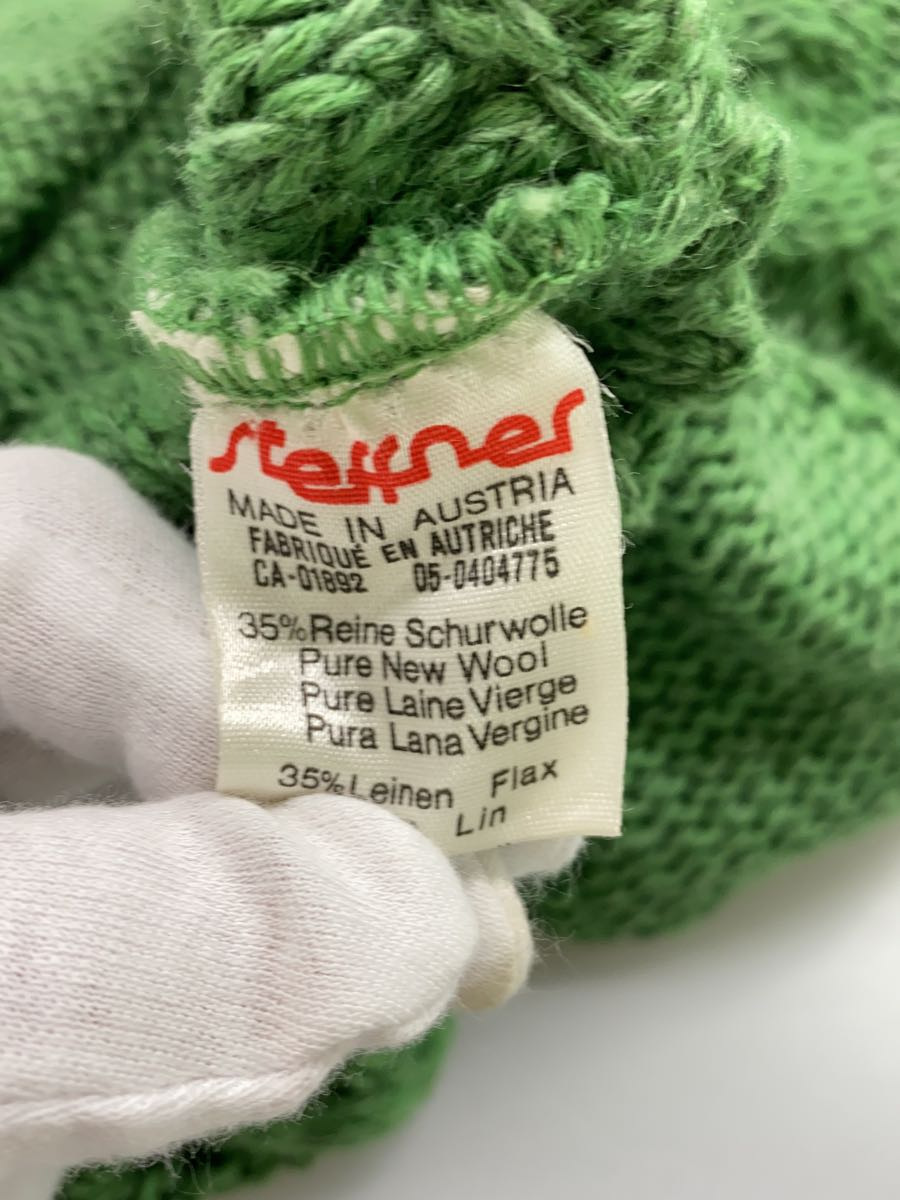 steffner
MADE IN AUSTRIA
FABRIQUÉ EN AUTRICHE
CA-01892 05-0404775
35%Reine Schurwolle
Pure New Wool
Pure Laine Vierge
Pura Lana Vergine
35%Leinen Flax
Lin